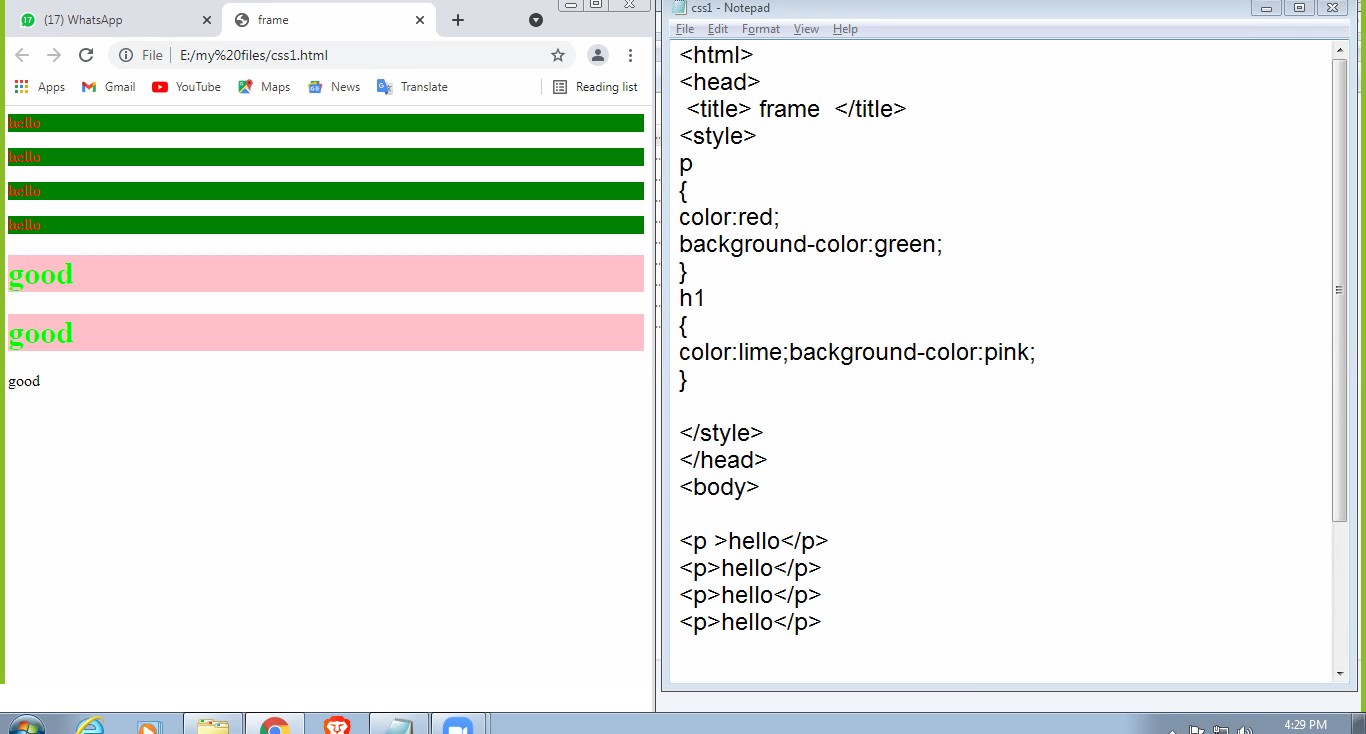 (17) WhatsApp
frame
File
E:/my%20files/css1.html
Apps
Gmail
YouTube
Maps
News
Translate
Reading list
hello
hello
hello
hello
good
good
good
css1 - Notepad
File Edit Format View Help
<html>
<head>
<title> frame </title>
<style>
p
{
color:red;
background-color:green;
}
h1
{
color:lime;background-color:pink;
}
</style>
</head>
<body>
<p >hello</p>
<p>hello</p>
<p>hello</p>
<p>hello</p>
4:29 PM